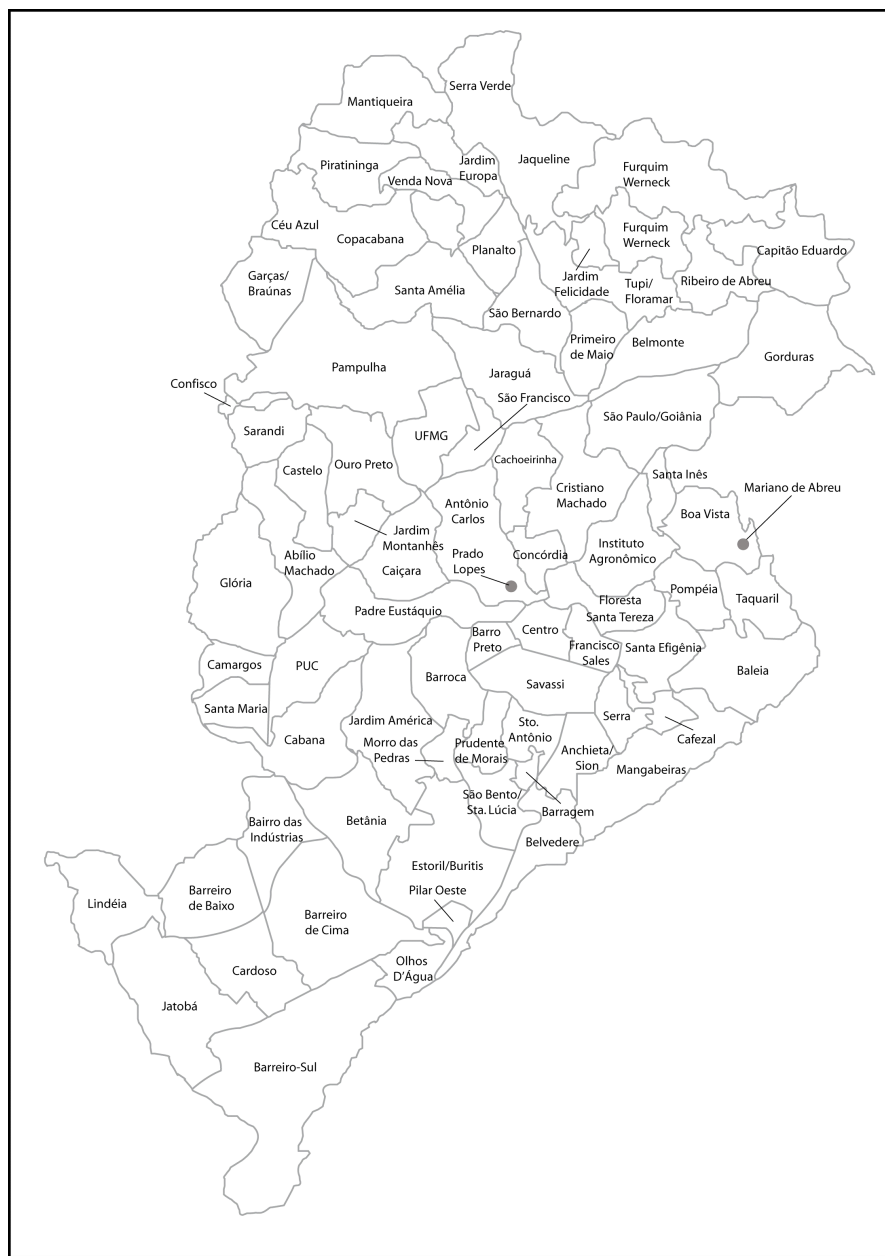 Serra Verde
Mantiqueira
Jaqueline
Piratininga
Jardim
Europa
Venda Nova
Furquim
Werneck
Céu Azul
Copacabana
Planalto
Furquim
Werneck
Capitão Eduardo
Garças/
Braúnas
Santa Amélia
Jardim
Felicidade
Tupi/
Floramar
Ribeiro de Abreu
São Bernardo
Primeiro
de Maio
Belmonte
Gorduras
Pampulha
Jaraguá
Confisco
São Francisco
São Paulo/Goiânia
Sarandi
UFMG
Castelo
Ouro Preto
Cachoeirinha
Santa Inês
Cristiano
Machado
Mariano de Abreu
Antônio
Carlos
Boa Vista
Jardim
Montanhês
Instituto
Agronômico
Abílio
Machado
Prado
Lopes
Concórdia
Glória
Caiçara
Pompéia
Taquaril
Padre Eustáquio
Floresta
Santa Tereza
Barro
Preto
Centro
Francisco
Sales
Santa Efigênia
Camargos
PUC
Barroca
Savassi
Baleia
Santa Maria
Jardim América
Serra
Cabana
Morro das
Pedras
Prudente
de Morais
Sto.
Antônio
Cafezal
Anchieta/
Sion
Mangabeiras
São Bento/
Sta. Lúcia
Barragem
Bairro das
Indústrias
Betânia
Belvedere
Estoril/Buritis
Pilar Oeste
Lindéia
Barreiro
de Baixo
Barreiro
de Cima
Olhos
D'Água
Cardoso
Jatobá
Barreiro-Sul